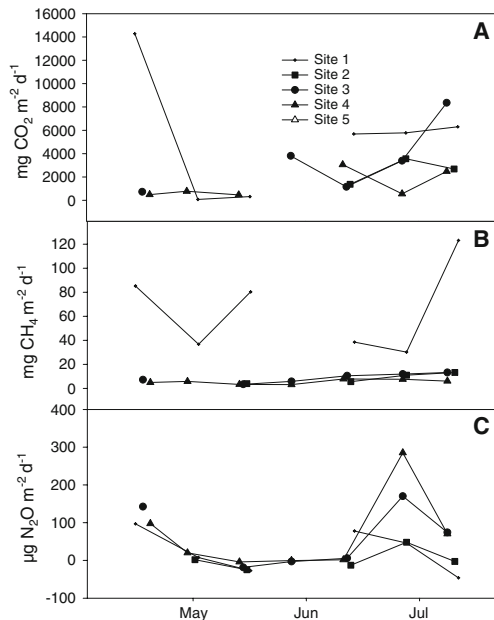 A
16000
14000
12000
10000
8000
6000
4000
2000
0
mg CO₂ m⁻² d⁻¹
Site 1
Site 2
Site 3
Site 4
Site 5
B
120
100
80
60
40
20
0
mg CH₄ m⁻² d⁻¹
C
400
300
200
100
0
-100
µg N₂O m⁻² d⁻¹
May
Jun
Jul